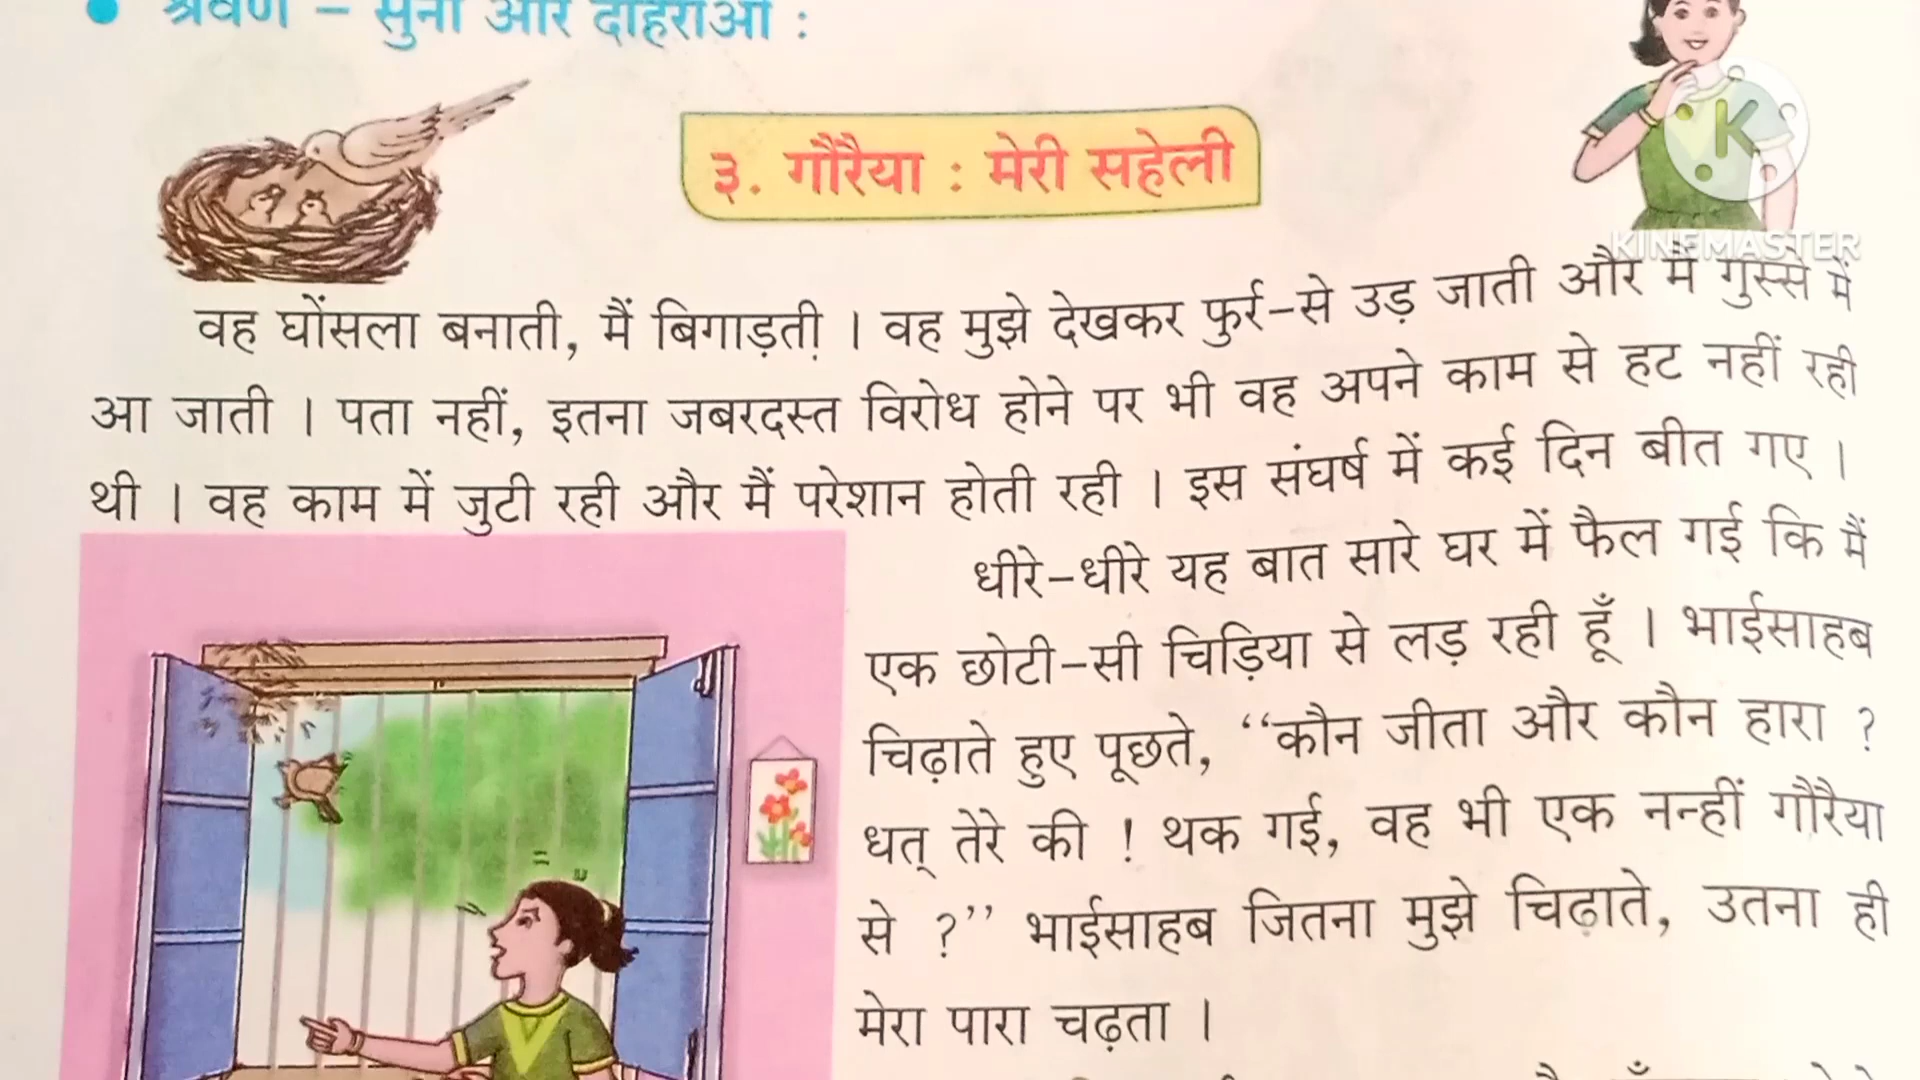 श्रवण – सुनो और दोहराओ :
३. गौरैया : मेरी सहेली
KINEMASTER
वह घोंसला बनाती, मैं बिगाड़ती । वह मुझे देखकर फुर्र-से उड़ जाती और मैं गुस्से में
आ जाती । पता नहीं, इतना जबरदस्त विरोध होने पर भी वह अपने काम से हट नहीं रही
थी । वह काम में जुटी रही और मैं परेशान होती रही । इस संघर्ष में कई दिन बीत गए ।
धीरे-धीरे यह बात सारे घर में फैल गई कि मैं
एक छोटी-सी चिड़िया से लड़ रही हूँ । भाईसाहब
चिढ़ाते हुए पूछते, ‘‘कौन जीता और कौन हारा ?
धत् तेरे की ! थक गई, वह भी एक नन्हीं गौरैया
से ?’’ भाईसाहब जितना मुझे चिढ़ाते, उतना ही
मेरा पारा चढ़ता ।